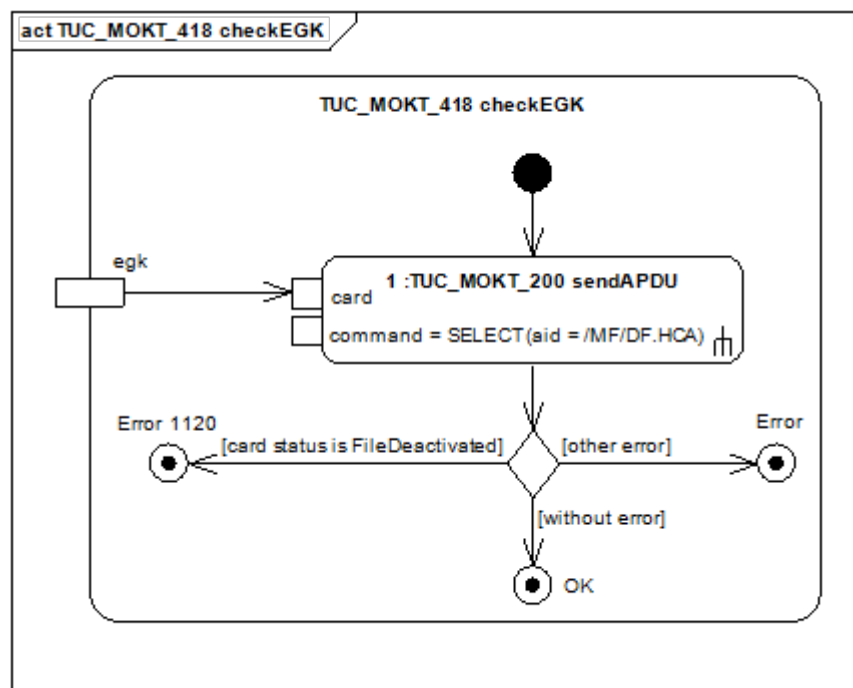 act TUC_MOKT_418 checkEGK
TUC_MOKT_418 checkEGK
egk
1 :TUC_MOKT_200 sendAPDU
card
command = SELECT(aid = /MF/DF.HCA)
Error 1120
Error
[card status is FileDeactivated]
[other error]
[without error]
OK